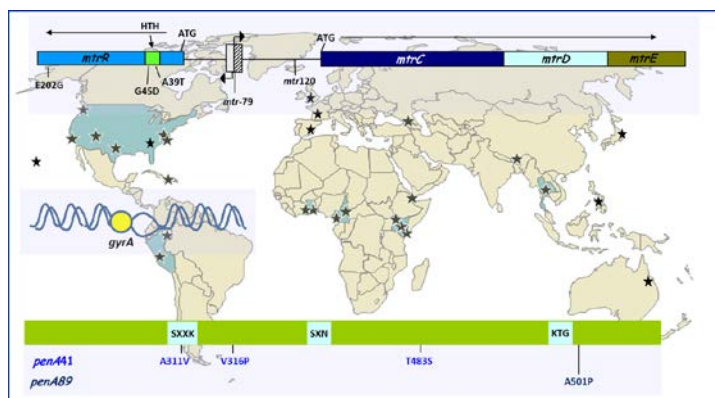 HTH
ATG
ATG
mtrR
mtrC
mtrD
mtrE
E202G
G45D
A39T
mtr-79
mtr120
gyrA
SXXK
SXN
KTG
penA41
A311V
V316P
T483S
penA89
A501P